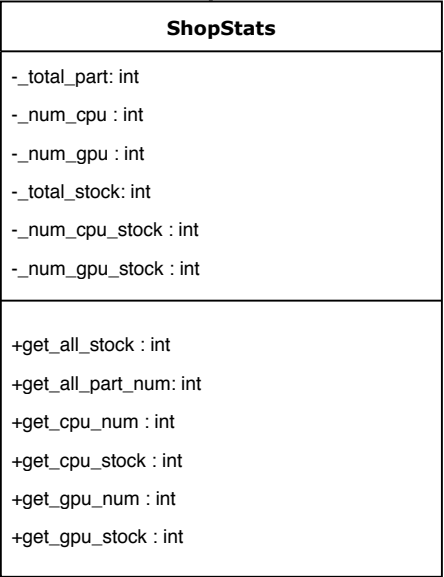 ShopStats
-_total_part: int
-_num_cpu : int
-_num_gpu : int
-_total_stock: int
-_num_cpu_stock : int
-_num_gpu_stock : int
+get_all_stock : int
+get_all_part_num: int
+get_cpu_num : int
+get_cpu_stock : int
+get_gpu_num : int
+get_gpu_stock : int